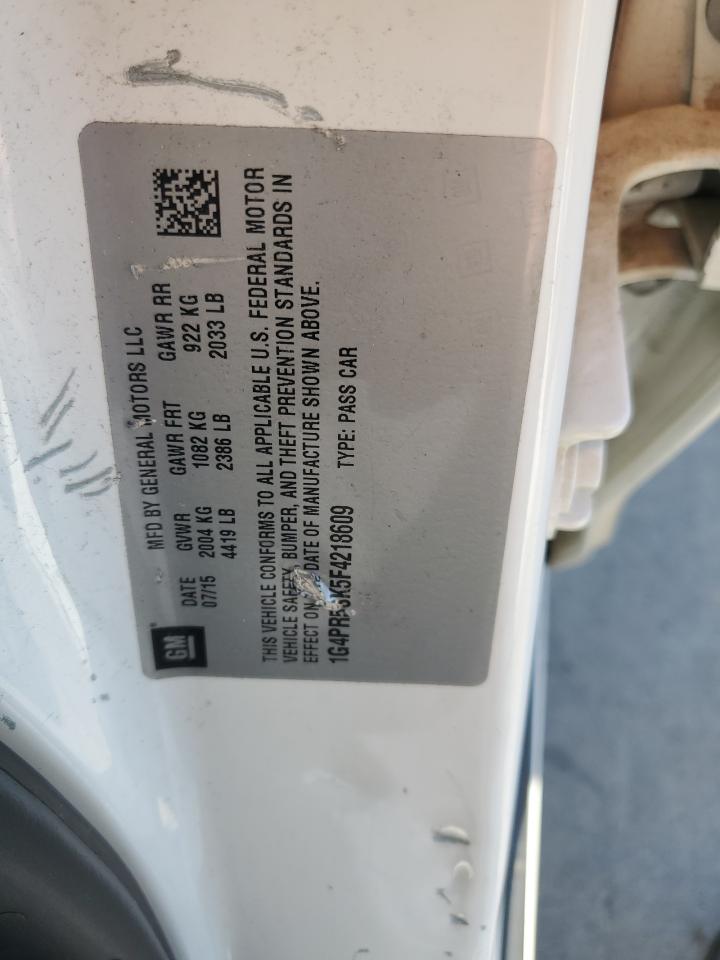 GM
MFD BY GENERAL MOTORS LLC
DATE GVWR GAWR FRT GAWR RR
07/15 2004 KG 1082 KG 922 KG
4419 LB 2386 LB 2033 LB
THIS VEHICLE CONFORMS TO ALL APPLICABLE U.S. FEDERAL MOTOR
VEHICLE SAFETY, BUMPER, AND THEFT PREVENTION STANDARDS IN
EFFECT ON THE DATE OF MANUFACTURE SHOWN ABOVE.
1G4PR5SK5F4218609 TYPE: PASS CAR